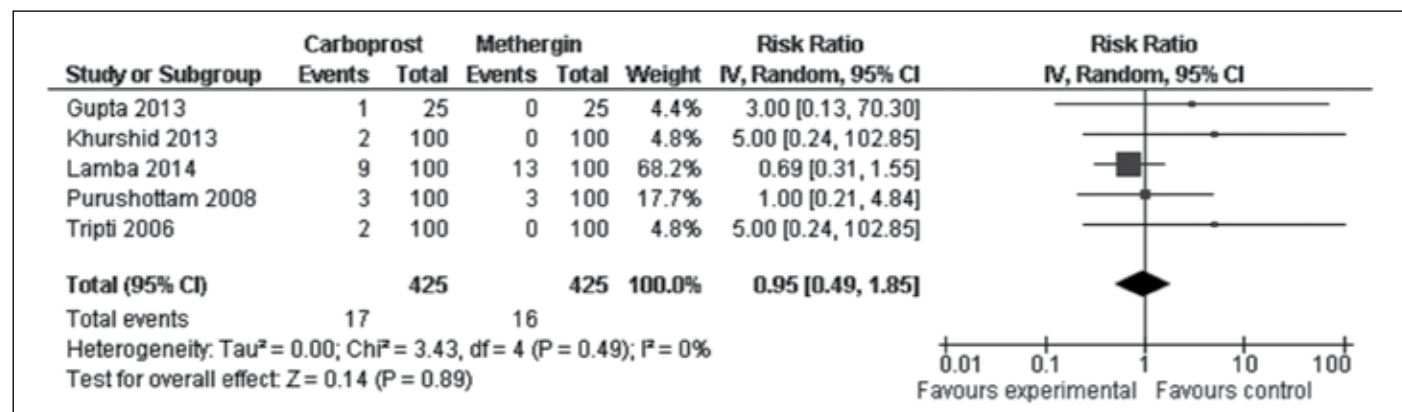 Carboprost Methergin Risk Ratio Risk Ratio
Study or Subgroup Events Total Events Total Weight IV, Random, 95% CI IV, Random, 95% CI
Gupta 2013 1 25 0 25 4.4% 3.00 [0.13, 70.30]
Khurshid 2013 2 100 0 100 4.8% 5.00 [0.24, 102.85]
Lamba 2014 9 100 13 100 68.2% 0.69 [0.31, 1.55]
Purushottam 2008 3 100 3 100 17.7% 1.00 [0.21, 4.84]
Tripti 2006 2 100 0 100 4.8% 5.00 [0.24, 102.85]
Total (95% CI) 425 425 100.0% 0.95 [0.49, 1.85]
Total events 17 16
Heterogeneity: Tau² = 0.00; Chi² = 3.43, df = 4 (P = 0.49); I² = 0%
Test for overall effect: Z = 0.14 (P = 0.89)
0.01 0.1 1 10 100
Favours experimental Favours control